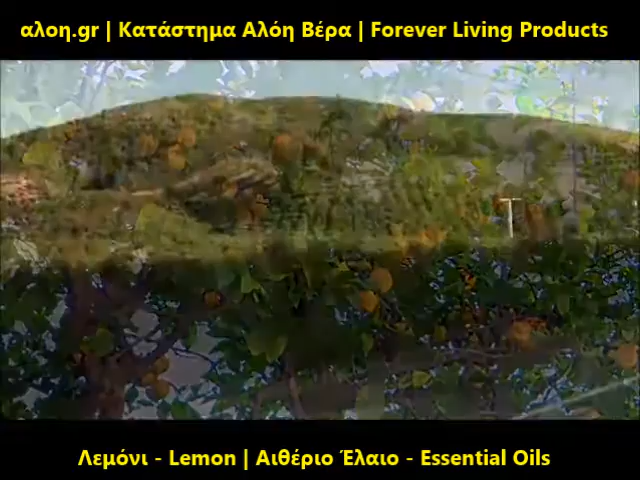 αλοη.gr | Κατάστημα Αλόη Βέρα | Forever Living Products
Λεμόνι - Lemon | Αιθέριο Έλαιο - Essential Oils